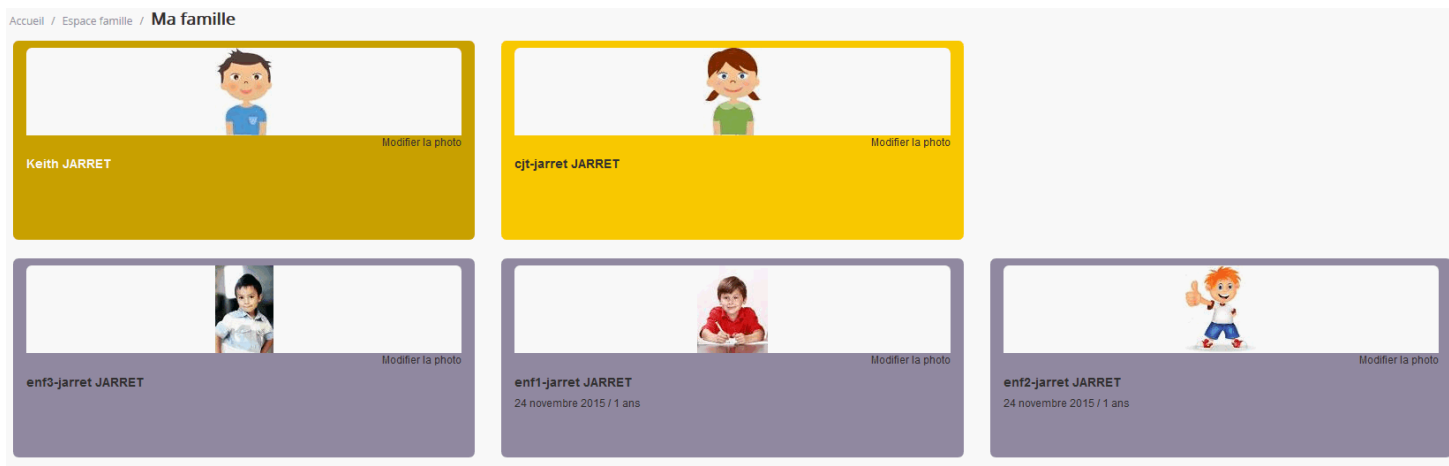 Accueil / Espace famille / Ma famille
Modifier la photo
Keith JARRET
Modifier la photo
cjt-jarret JARRET
Modifier la photo
enf3-jarret JARRET
Modifier la photo
enf1-jarret JARRET
24 novembre 2015 / 1 ans
Modifier la photo
enf2-jarret JARRET
24 novembre 2015 / 1 ans